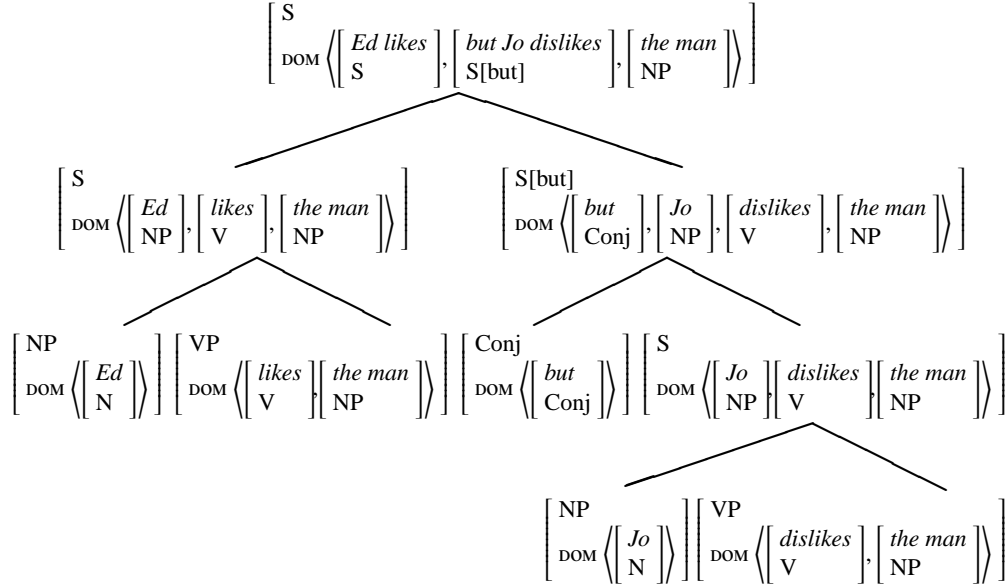 S
DOM ⟨[Ed likes S], [but Jo dislikes S[but]], [the man NP]⟩
S
DOM ⟨[Ed NP], [likes V], [the man NP]⟩
S[but]
DOM ⟨[but Conj], [Jo NP], [dislikes V], [the man NP]⟩
NP
DOM ⟨[Ed N]⟩
VP
DOM ⟨[likes V], [the man NP]⟩
Conj
DOM ⟨[but Conj]⟩
S
DOM ⟨[Jo NP], [dislikes V], [the man NP]⟩
NP
DOM ⟨[Jo N]⟩
VP
DOM ⟨[dislikes V], [the man NP]⟩